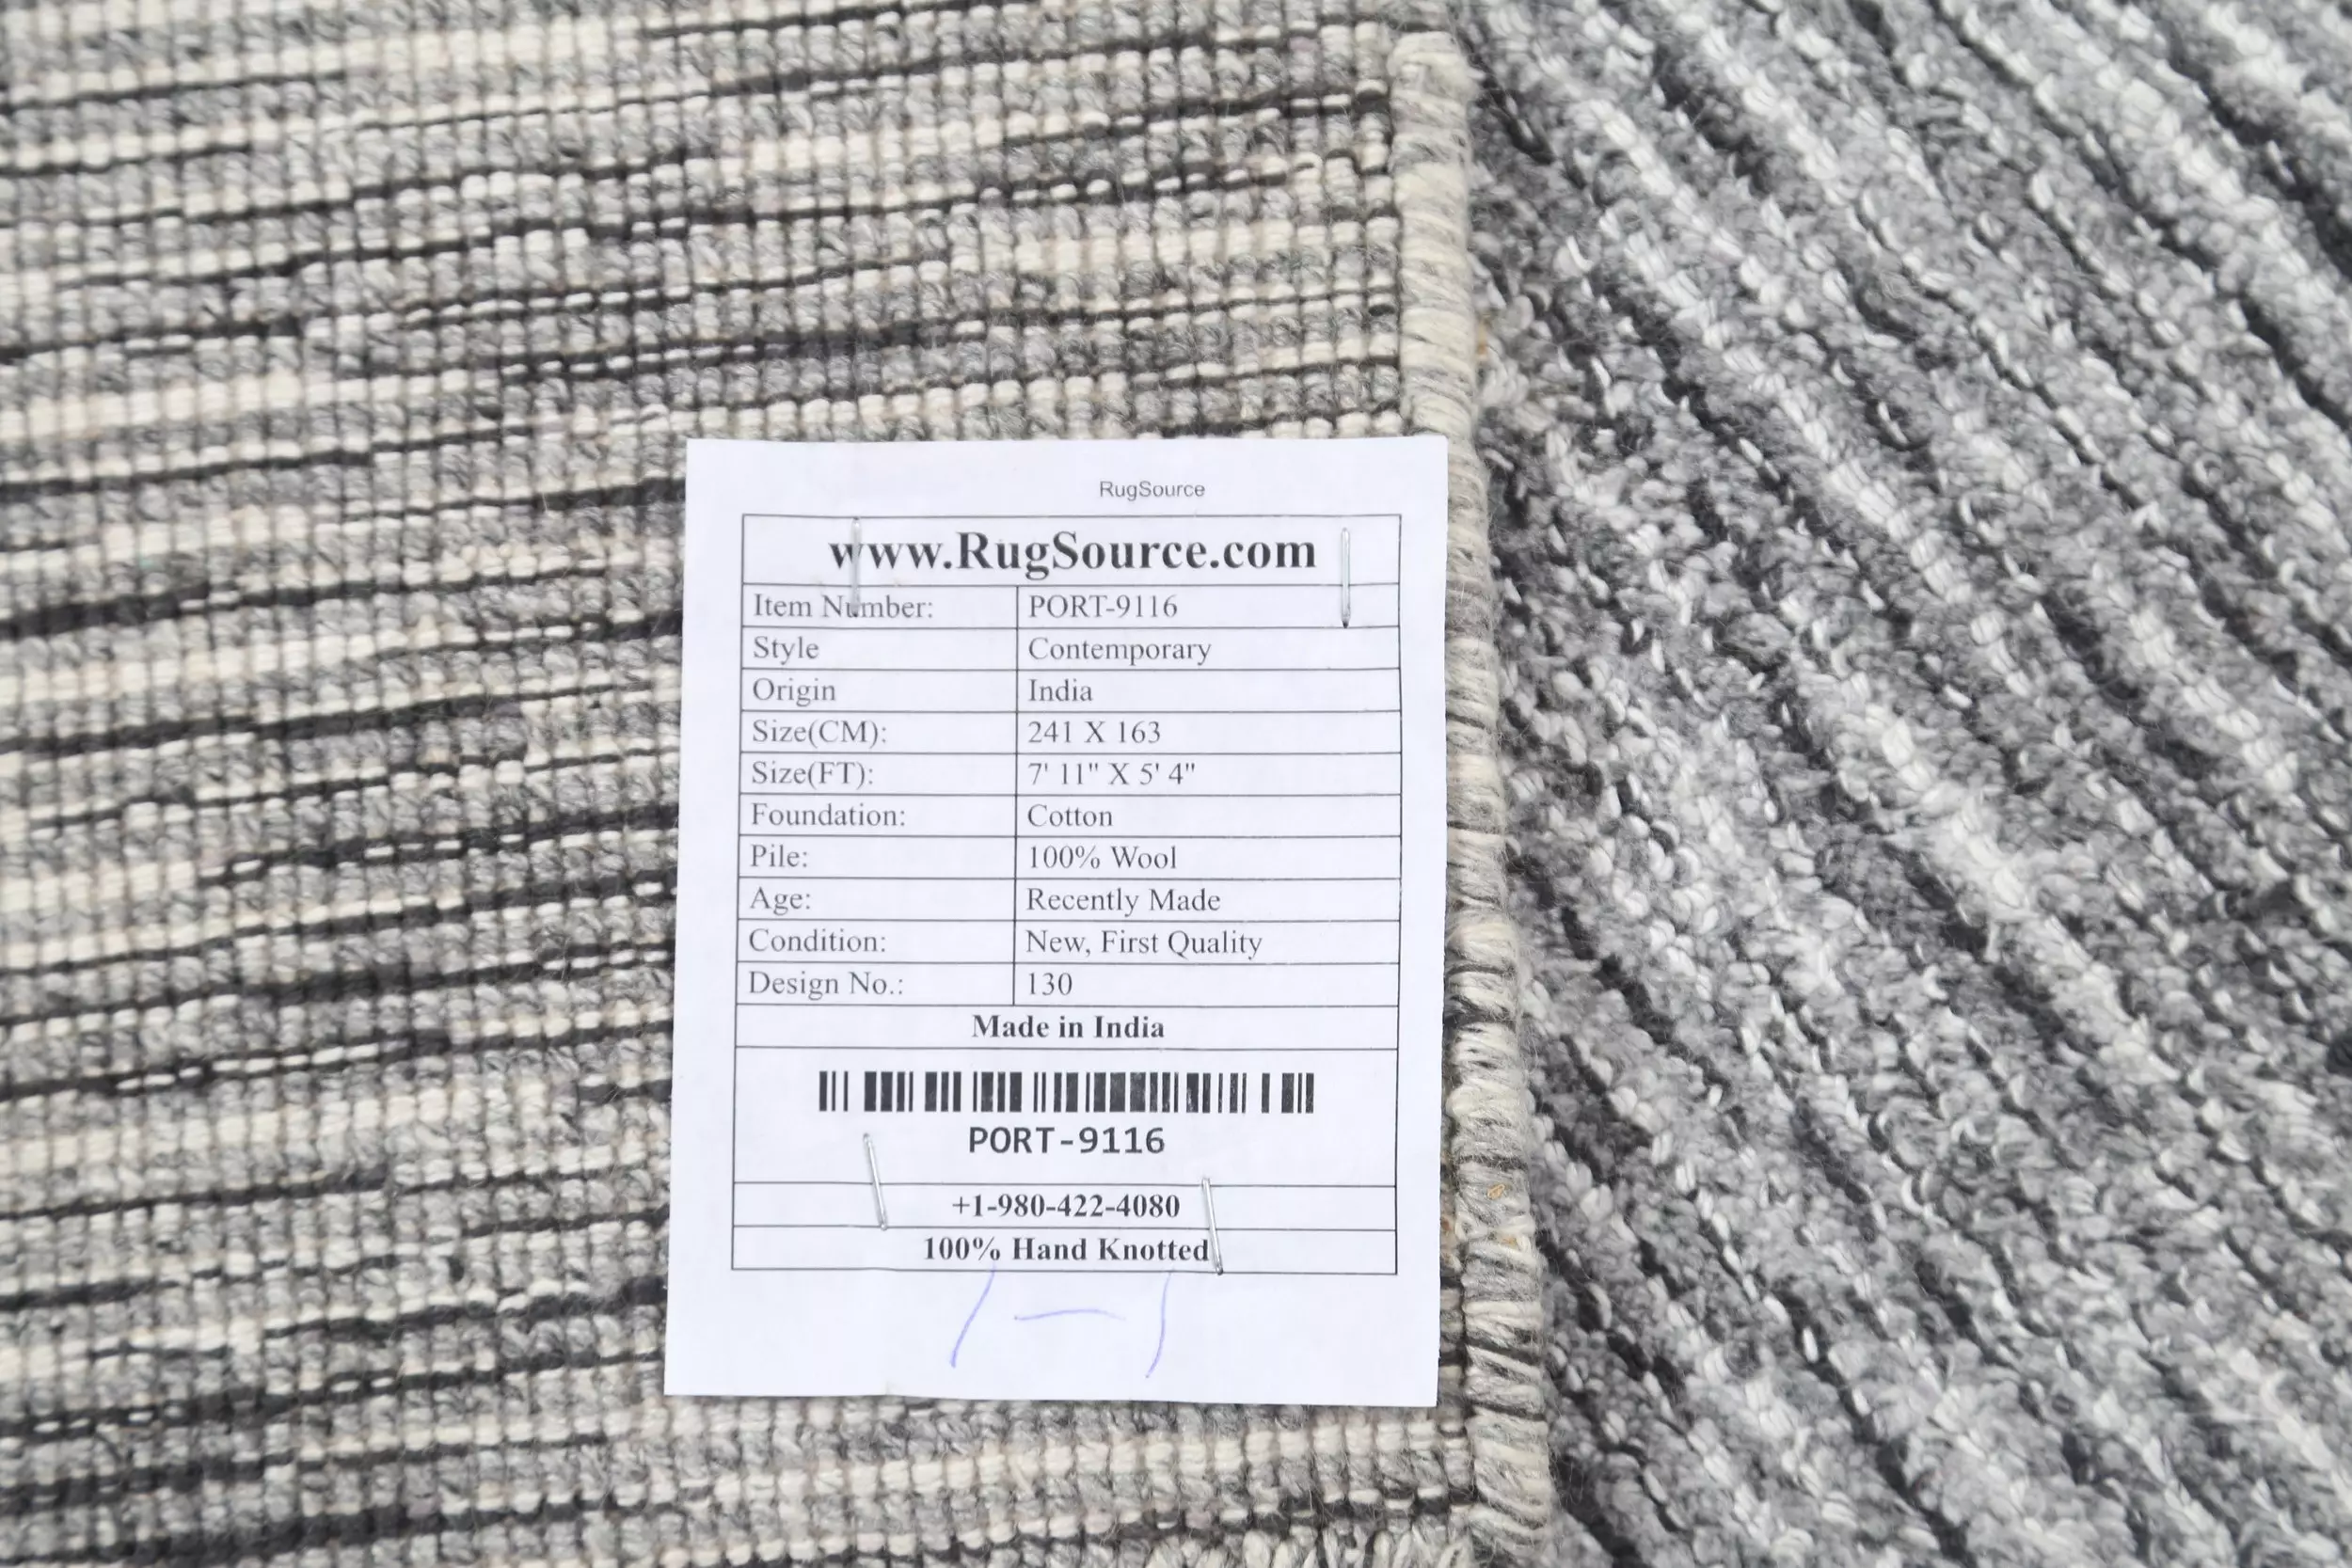 RugSource
www.RugSource.com
Item Number: PORT-9116
Style Contemporary
Origin India
Size(CM): 241 X 163
Size(FT): 7' 11" X 5' 4"
Foundation: Cotton
Pile: 100% Wool
Age: Recently Made
Condition: New, First Quality
Design No.: 130
Made in India
PORT-9116
+1-980-422-4080
100% Hand Knotted
1-1